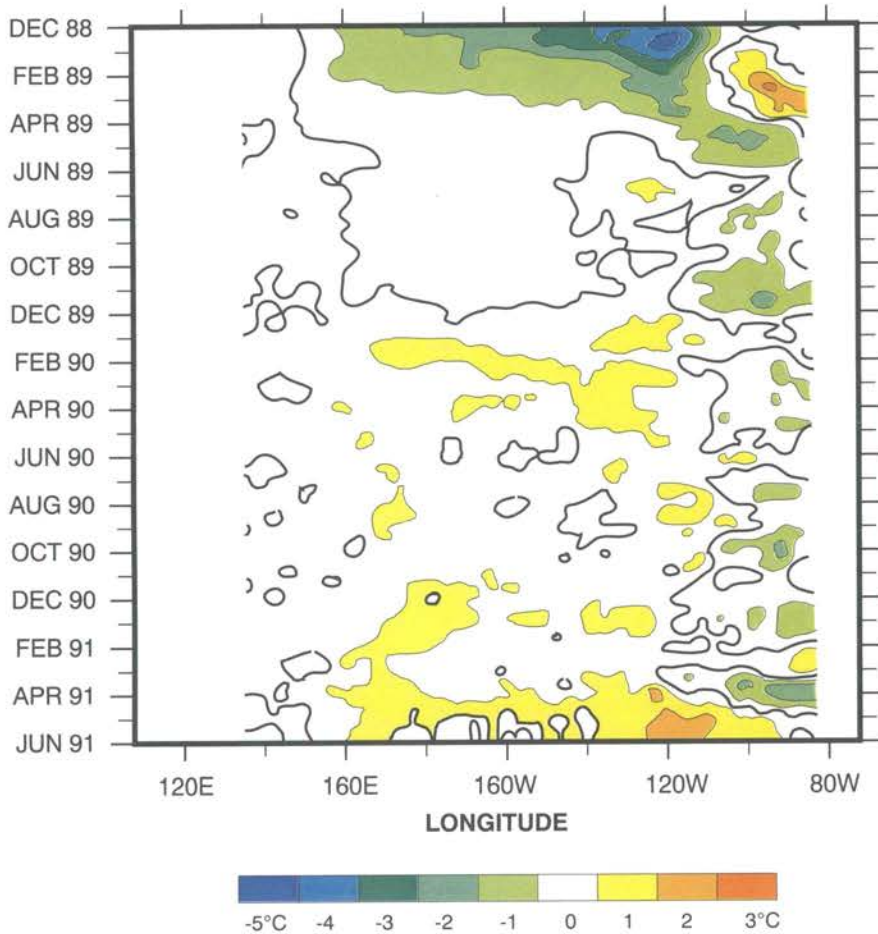 DEC 88
FEB 89
APR 89
JUN 89
AUG 89
OCT 89
DEC 89
FEB 90
APR 90
JUN 90
AUG 90
OCT 90
DEC 90
FEB 91
APR 91
JUN 91
120E 160E 160W 120W 80W
LONGITUDE
-5°C -4 -3 -2 -1 0 1 2 3°C